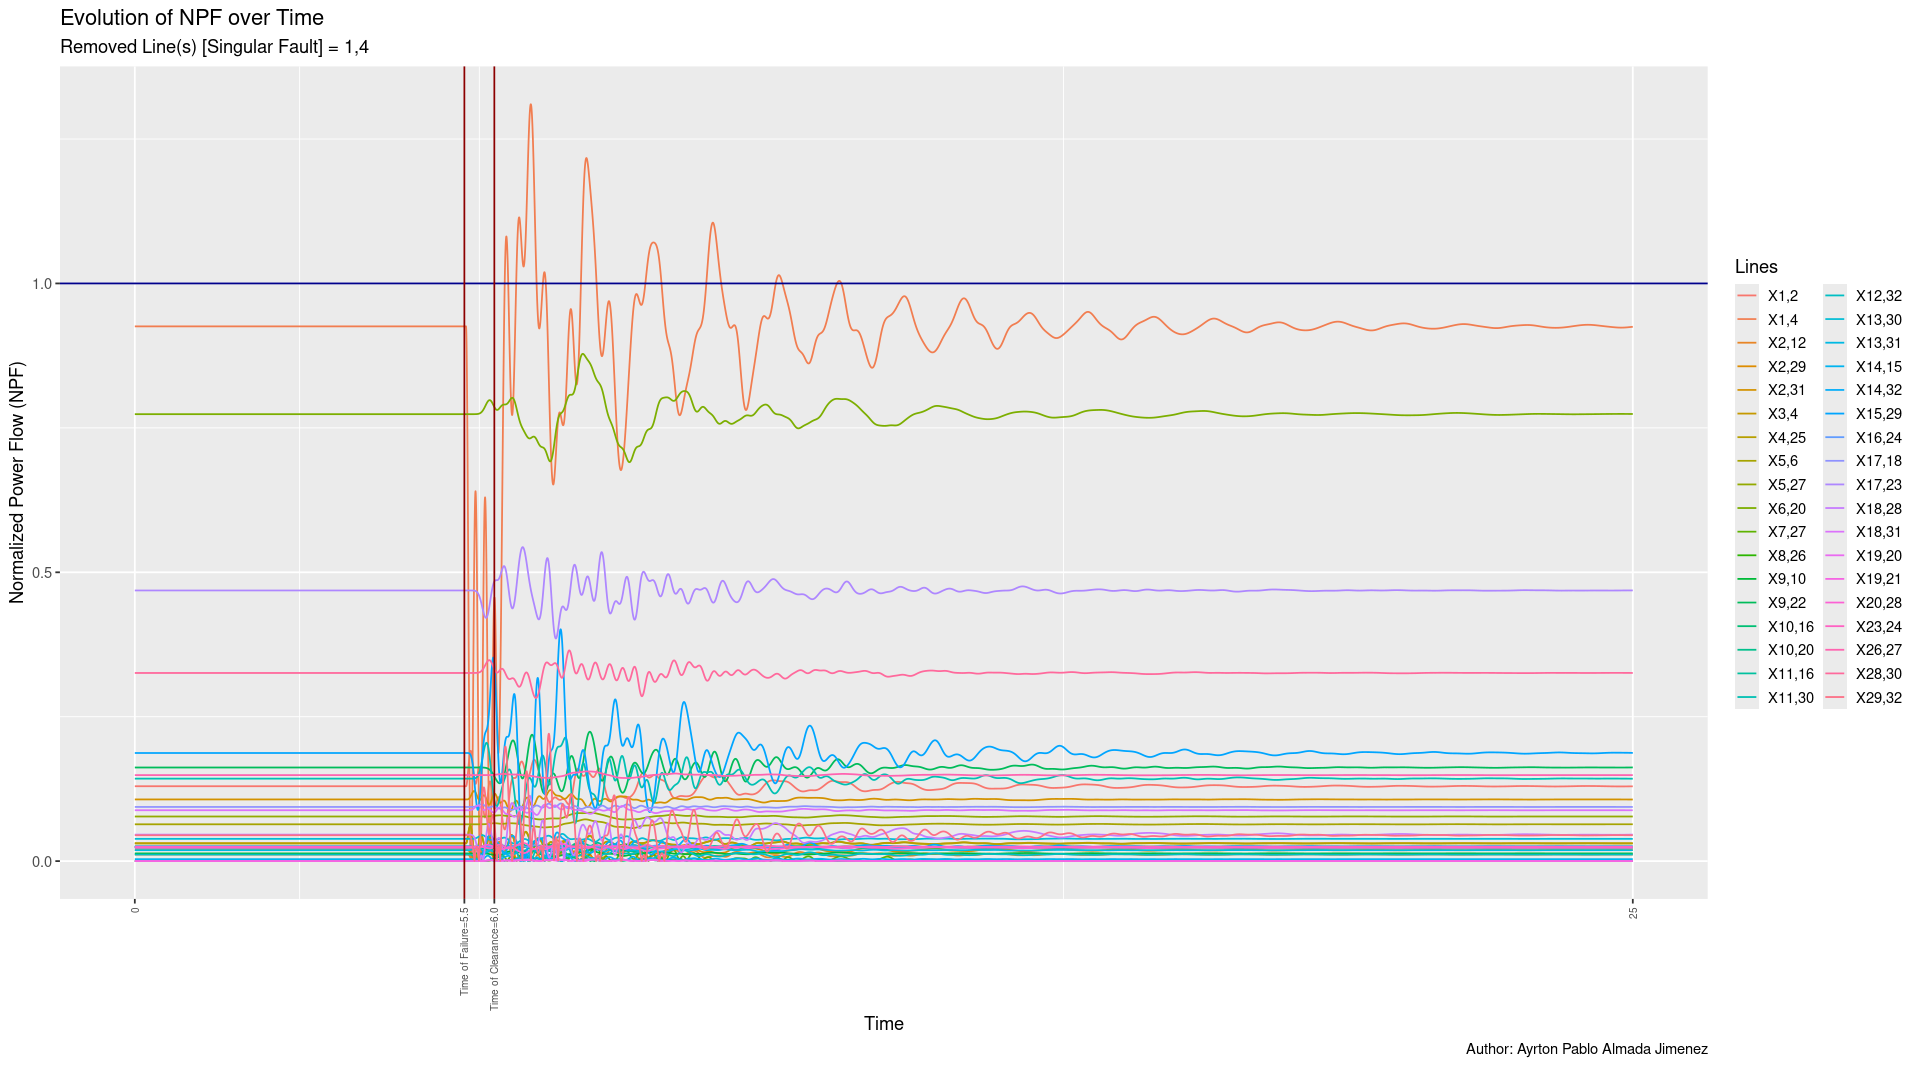 Evolution of NPF over Time
Removed Line(s) [Singular Fault] = 1,4
Normalized Power Flow (NPF)
1.0
0.5
0.0
0
Time of Failure=5.5
Time of Clearance=6.0
25
Time
Lines
X1,2
X1,4
X2,12
X2,29
X2,31
X3,4
X4,25
X5,6
X5,27
X6,20
X7,27
X8,26
X9,10
X9,22
X10,16
X10,20
X11,16
X11,30
X12,32
X13,30
X13,31
X14,15
X14,32
X15,29
X16,24
X17,18
X17,23
X18,28
X18,31
X19,20
X19,21
X20,28
X23,24
X26,27
X28,30
X29,32
Author: Ayrton Pablo Almada Jimenez